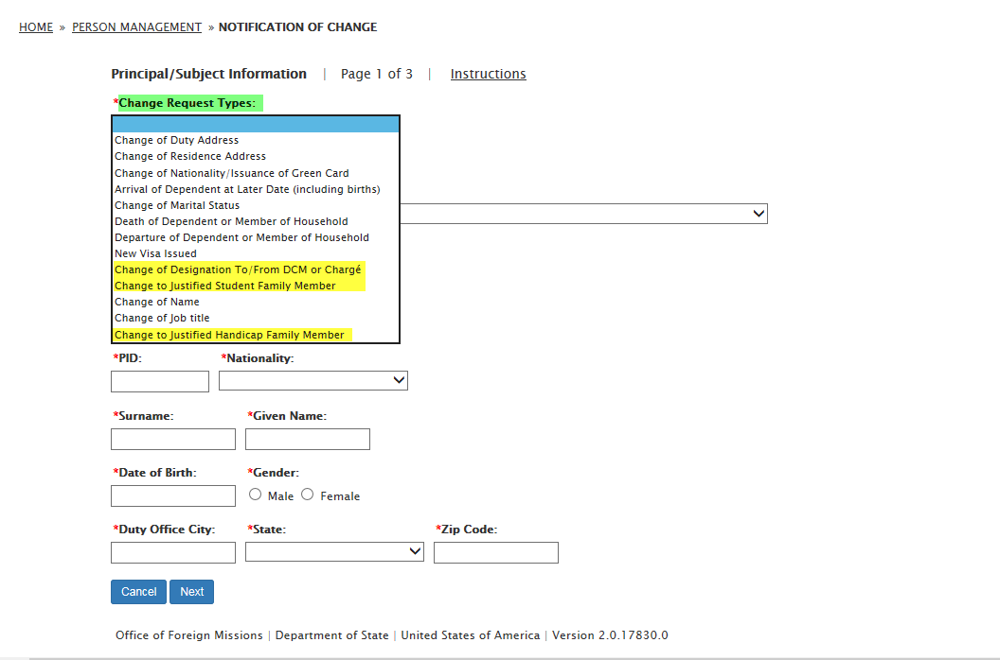 HOME » PERSON MANAGEMENT » NOTIFICATION OF CHANGE
Principal/Subject Information | Page 1 of 3 | Instructions
*Change Request Types:
Change of Duty Address
Change of Residence Address
Change of Nationality/Issuance of Green Card
Arrival of Dependent at Later Date (including births)
Change of Marital Status
Death of Dependent or Member of Household
Departure of Dependent or Member of Household
New Visa Issued
Change of Designation To/From DCM or Chargé
Change to Justified Student Family Member
Change of Name
Change of Job title
Change to Justified Handicap Family Member
*PID: *Nationality:
*Surname: *Given Name:
*Date of Birth: *Gender:
Male Female
*Duty Office City: *State: *Zip Code:
Cancel Next
Office of Foreign Missions | Department of State | United States of America | Version 2.0.17830.0